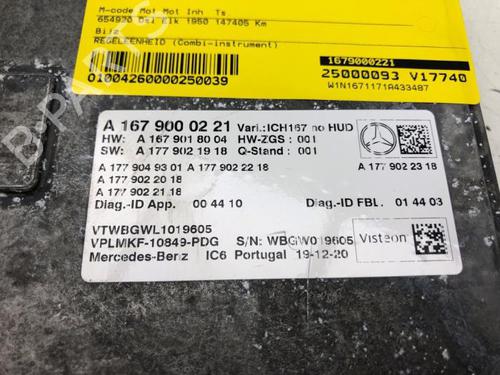 M-code Mot Mot Inh Ts
654920 Dsl Elk 1950 147405 Km
Biz
REGELEENHEID (Combi-instrument)
01004260000250039
1679000221
25000093 V17740
W1N1671171A433487
A 167 900 02 21 Vari.:ICH167 no HUD
HW: A 167 901 80 04 HW-ZGS : 001
SW: A 177 902 19 18 Q-Stand : 001
A 177 904 93 01 A 177 902 22 18
A 177 902 20 18
A 177 902 21 18
A 177 902 23 18
Diag.-ID App. 00 44 10 Diag.-ID FBL. 01 44 03
VTWBGWL1019605
VPLMKF-10849-PDG S/N: WBGW019605
Visteon
Mercedes-Benz IC6 Portugal 19-12-20